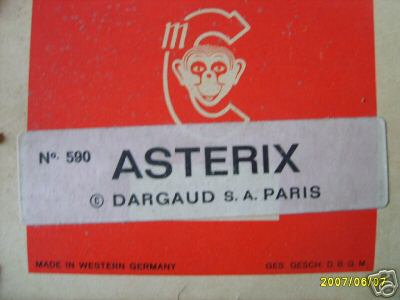 m
C
No. 590 ASTERIX
© DARGAUD S. A. PARIS
MADE IN WESTERN GERMANY GES. GESCH. D. B. G. M.
2007/06/07